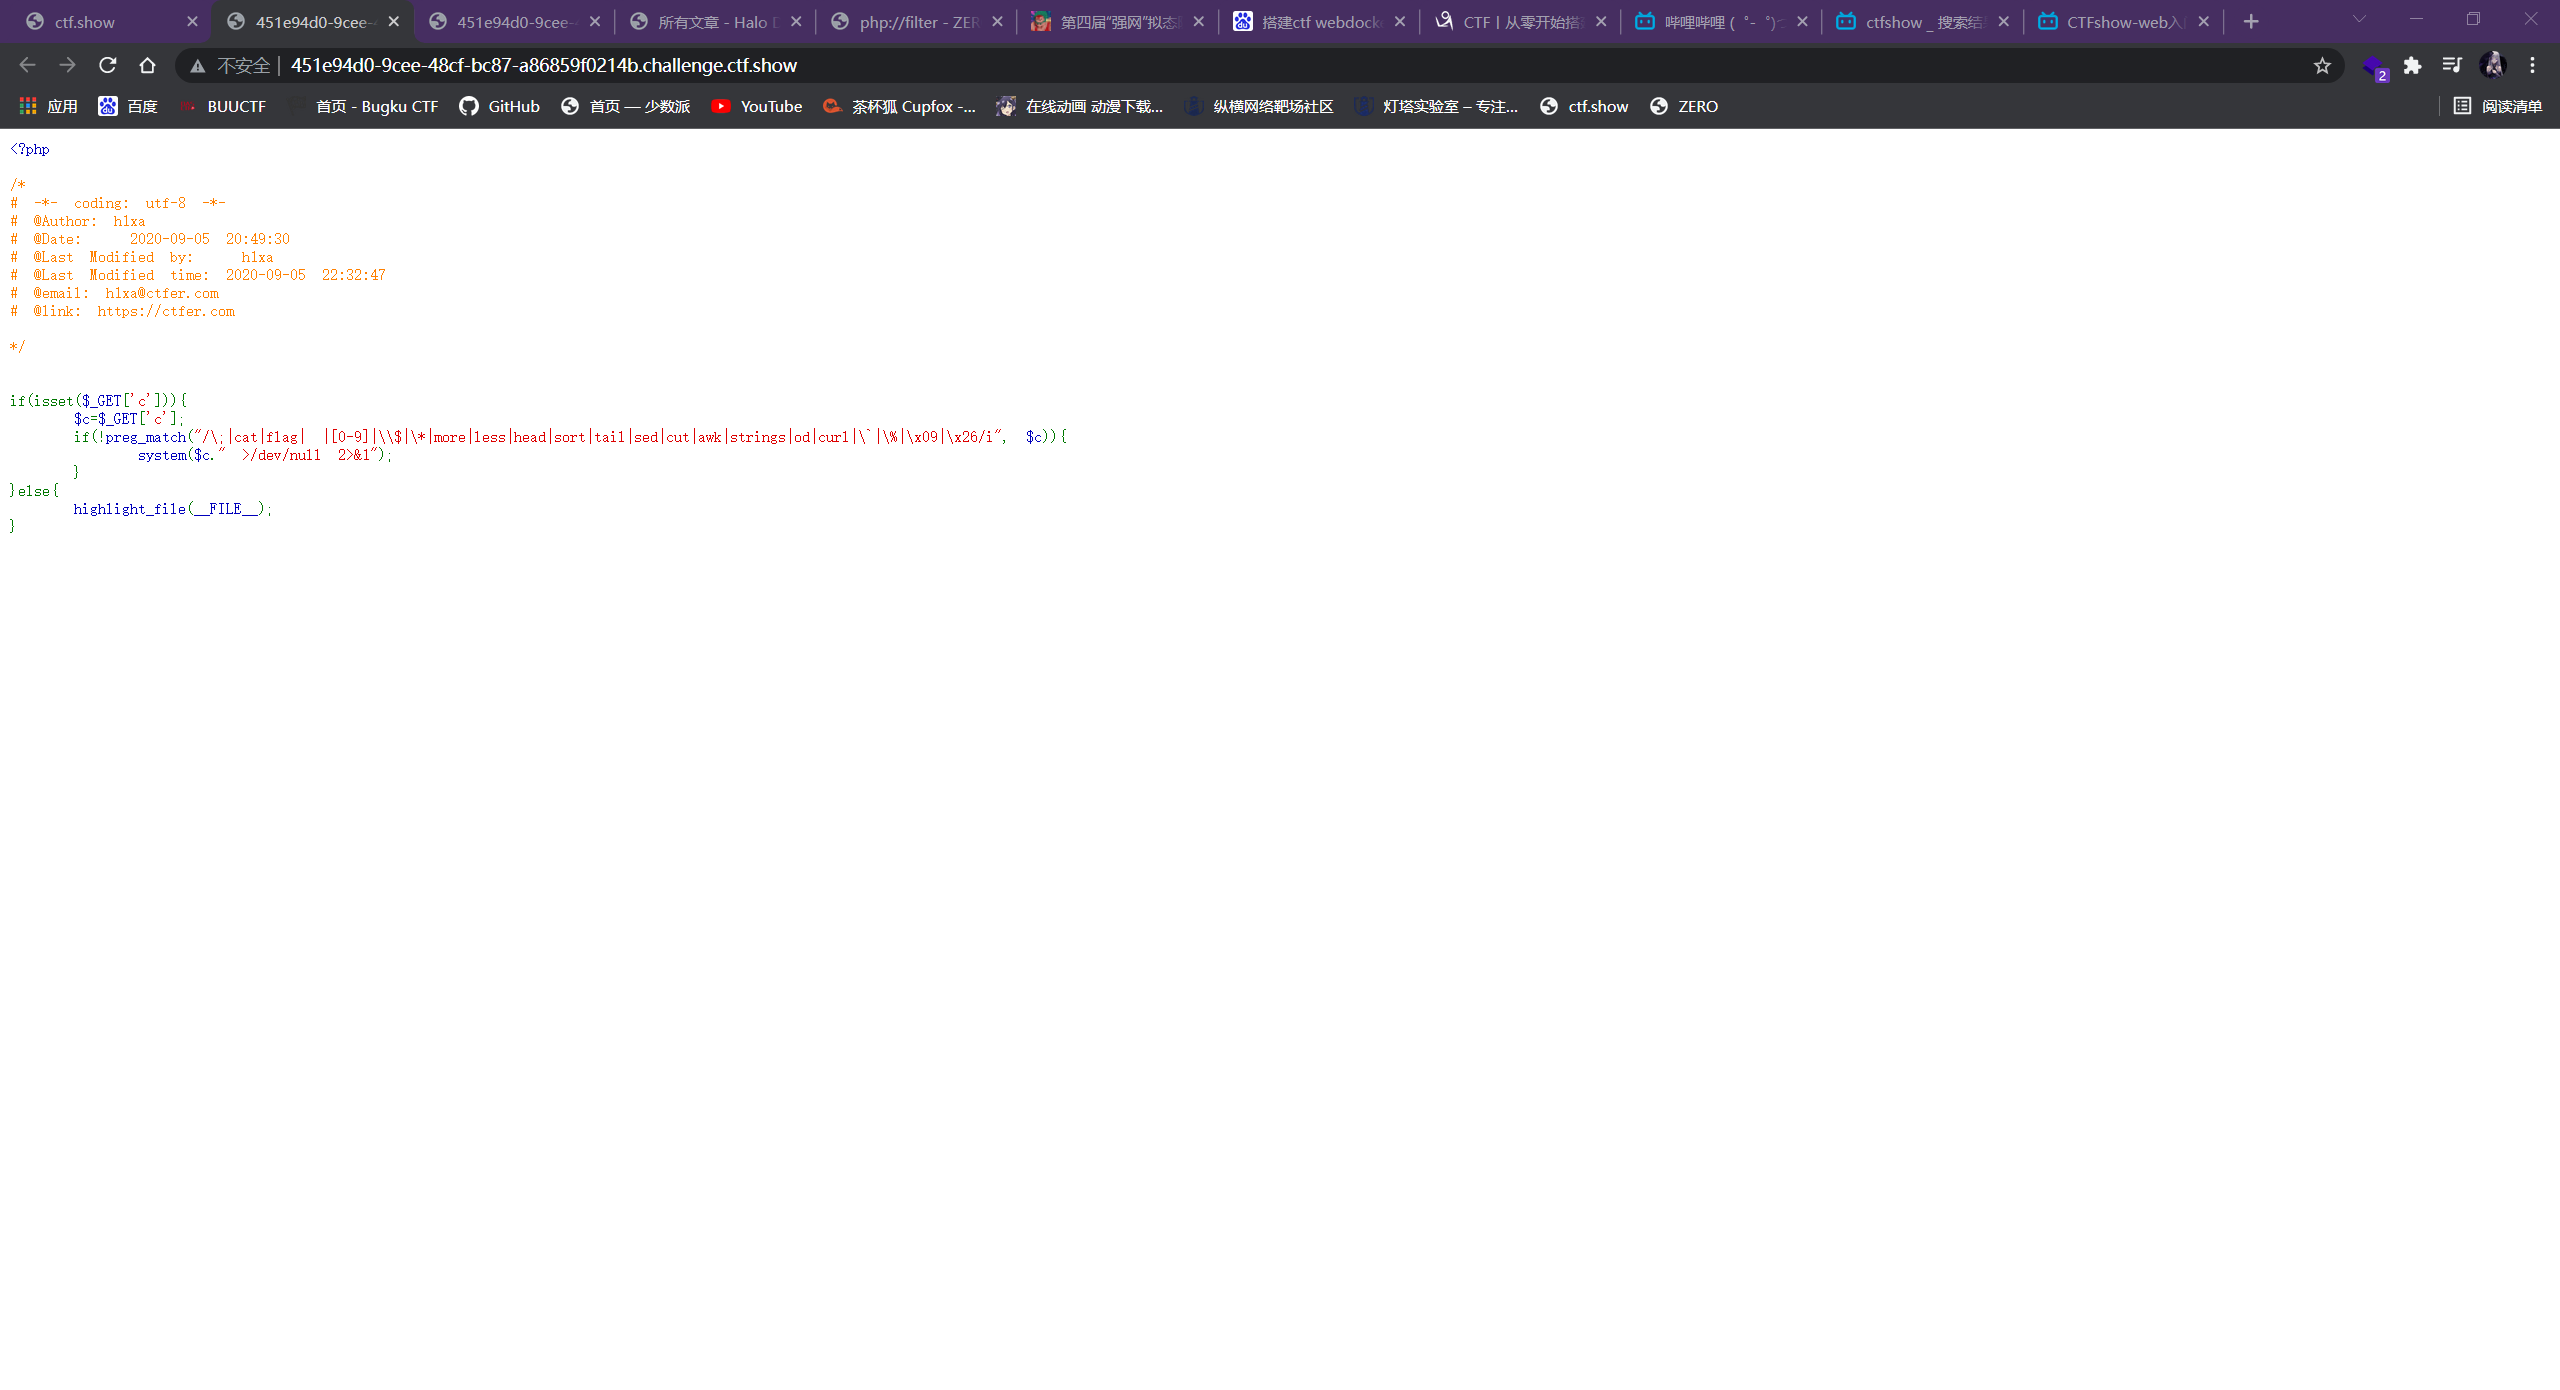 ctf.show
451e94d0-9cee-
451e94d0-9cee-
所有文章 - Halo D
php://filter - ZER
第四届“强网”拟态
搭建ctf webdock
CTF丨从零开始搭
哔哩哔哩 ( ゜- ゜)つ
ctfshow _ 搜索结
CTFshow-web入
不安全 | 451e94d0-9cee-48cf-bc87-a86859f0214b.challenge.ctf.show
2
应用 百度 BUUCTF 首页 - Bugku CTF GitHub 首页 — 少数派 YouTube 茶杯狐 Cupfox -... 在线动画 动漫下载... 纵横网络靶场社区 灯塔实验室 – 专注... ctf.show ZERO 阅读清单
<?php
/*
# -*- coding: utf-8 -*-
# @Author: h1xa
# @Date:   2020-09-05 20:49:30
# @Last Modified by:   h1xa
# @Last Modified time: 2020-09-05 22:32:47
# @email: h1xa@ctfer.com
# @link: https://ctfer.com
*/
if(isset($_GET['c'])){
$c=$_GET['c'];
if(!preg_match("/\;|cat|flag| |[0-9]|\\$|\*|more|less|head|sort|tail|sed|cut|awk|strings|od|curl|\`|\%|\x09|\x26/i", $c)){
system($c." >/dev/null 2>&1");
}
}else{
highlight_file(__FILE__);
}